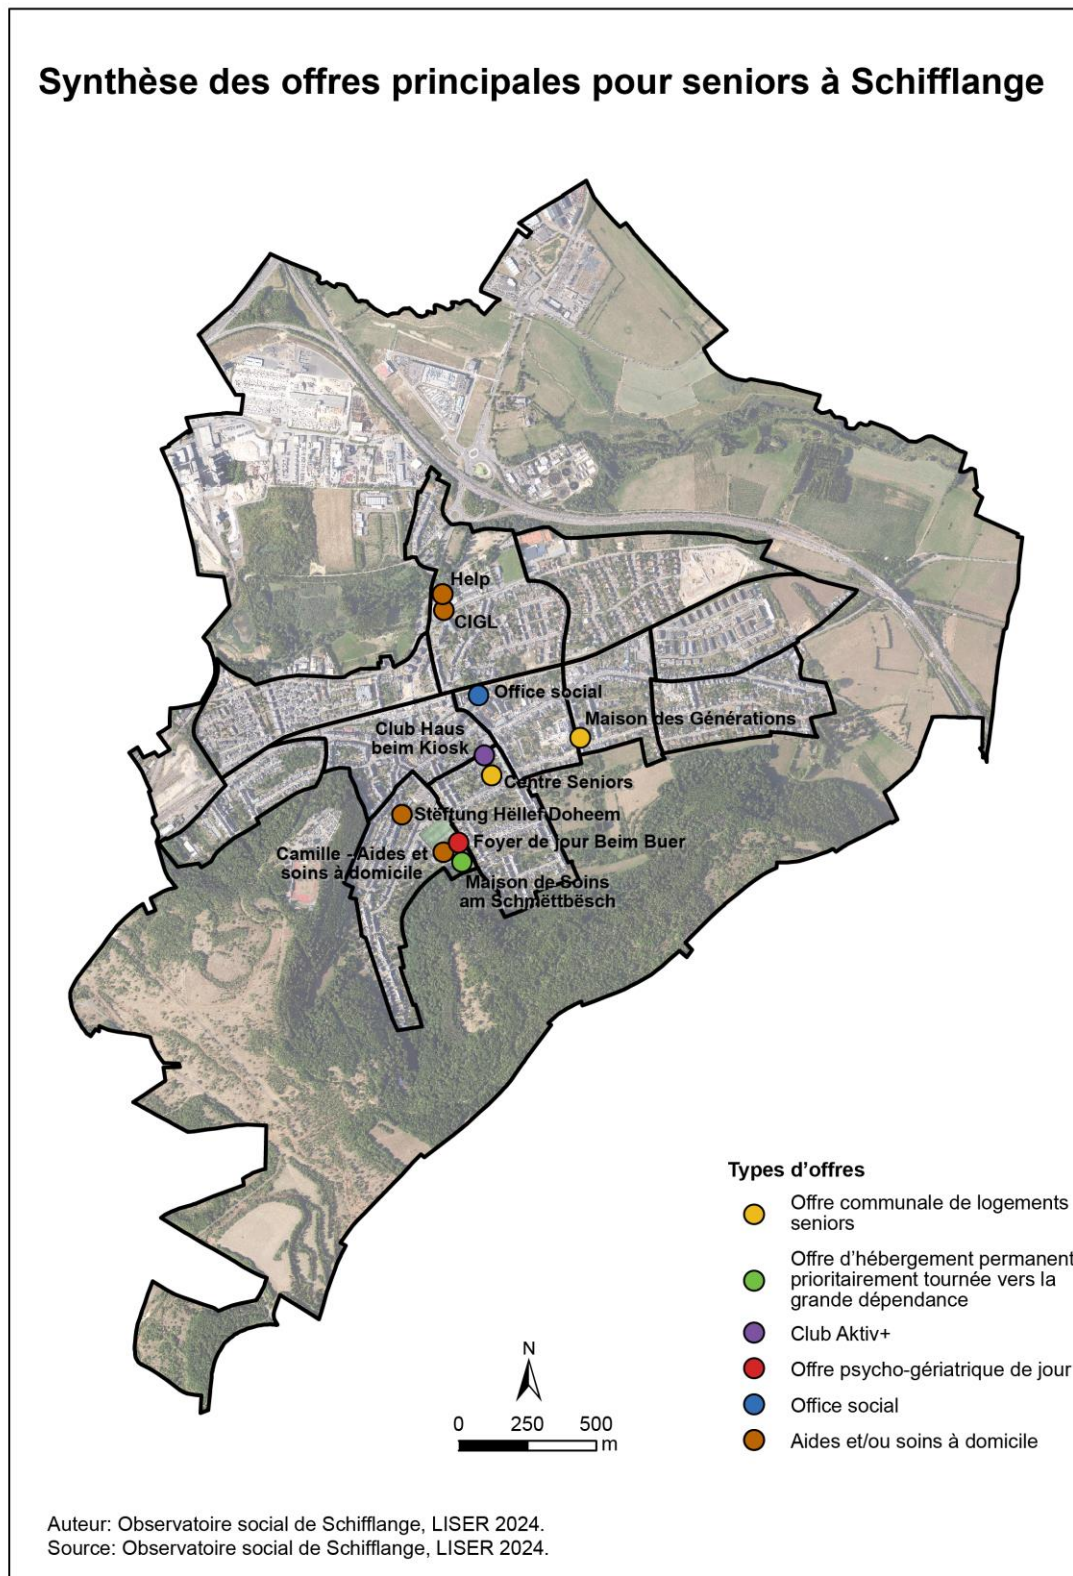 Synthèse des offres principales pour seniors à Schifflange
Help
CIGL
Office social
Maison des Générations
Club Haus
beim Kiosk
Centre Seniors
Stëftung Hëllef Doheem
Foyer de jour Beim Buer
Camille - Aides et
soins à domicile
Maison de Soins
am Schmëttbësch
Types d'offres
Offre communale de logements
seniors
Offre d'hébergement permanent
prioritairement tournée vers la
grande dépendance
Club Aktiv+
Offre psycho-gériatrique de jour
Office social
Aides et/ou soins à domicile
N
0 250 500
m
Auteur: Observatoire social de Schifflange, LISER 2024.
Source: Observatoire social de Schifflange, LISER 2024.